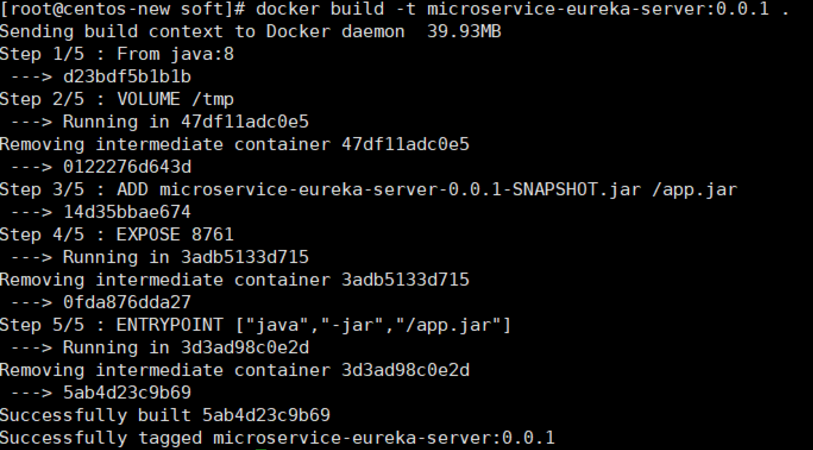 [root@centos-new soft]# docker build -t microservice-eureka-server:0.0.1 .
Sending build context to Docker daemon  39.93MB
Step 1/5 : From java:8
 ---> d23bdf5b1b1b
Step 2/5 : VOLUME /tmp
 ---> Running in 47df11adc0e5
Removing intermediate container 47df11adc0e5
 ---> 0122276d643d
Step 3/5 : ADD microservice-eureka-server-0.0.1-SNAPSHOT.jar /app.jar
 ---> 14d35bbae674
Step 4/5 : EXPOSE 8761
 ---> Running in 3adb5133d715
Removing intermediate container 3adb5133d715
 ---> 0fda876dda27
Step 5/5 : ENTRYPOINT ["java","-jar","/app.jar"]
 ---> Running in 3d3ad98c0e2d
Removing intermediate container 3d3ad98c0e2d
 ---> 5ab4d23c9b69
Successfully built 5ab4d23c9b69
Successfully tagged microservice-eureka-server:0.0.1